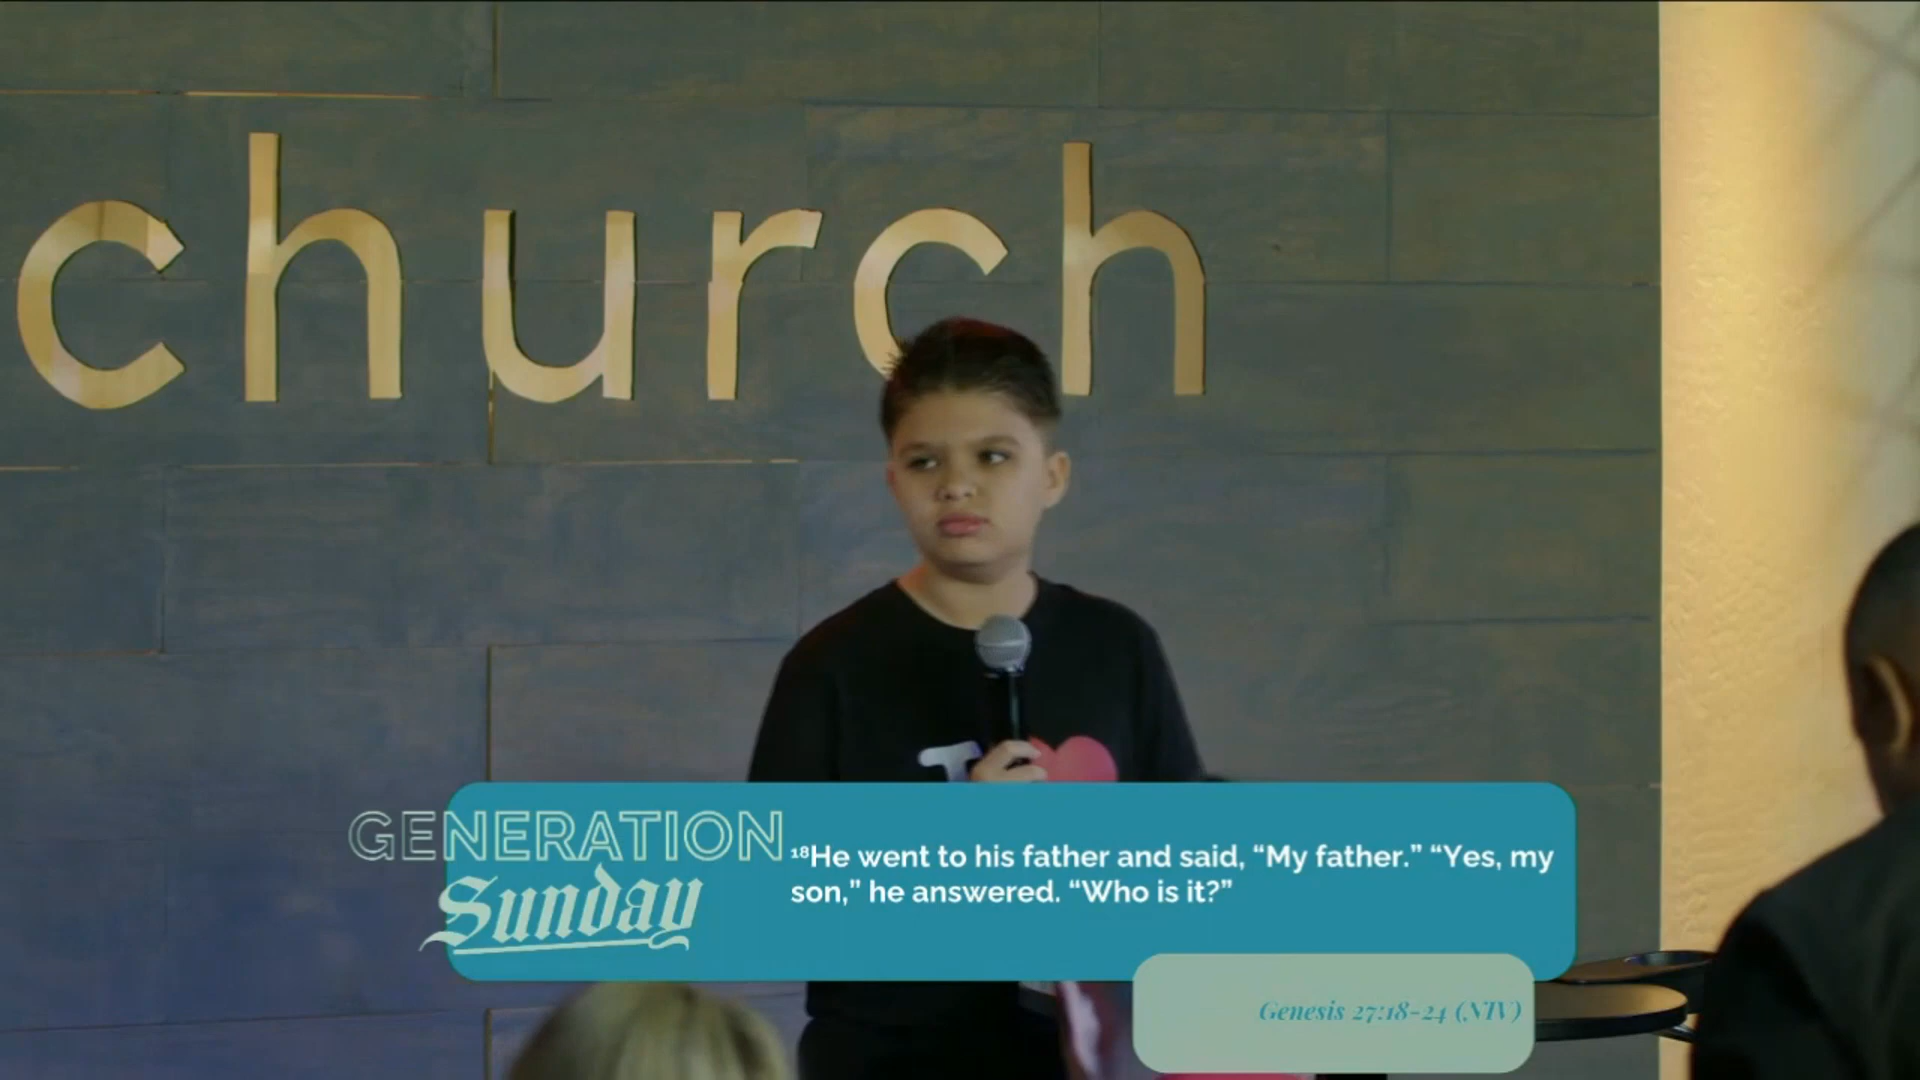 church
I
GENERATION
Sunday
¹⁸He went to his father and said, “My father.” “Yes, my
son,” he answered. “Who is it?”
Genesis 27:18-24 (NIV)